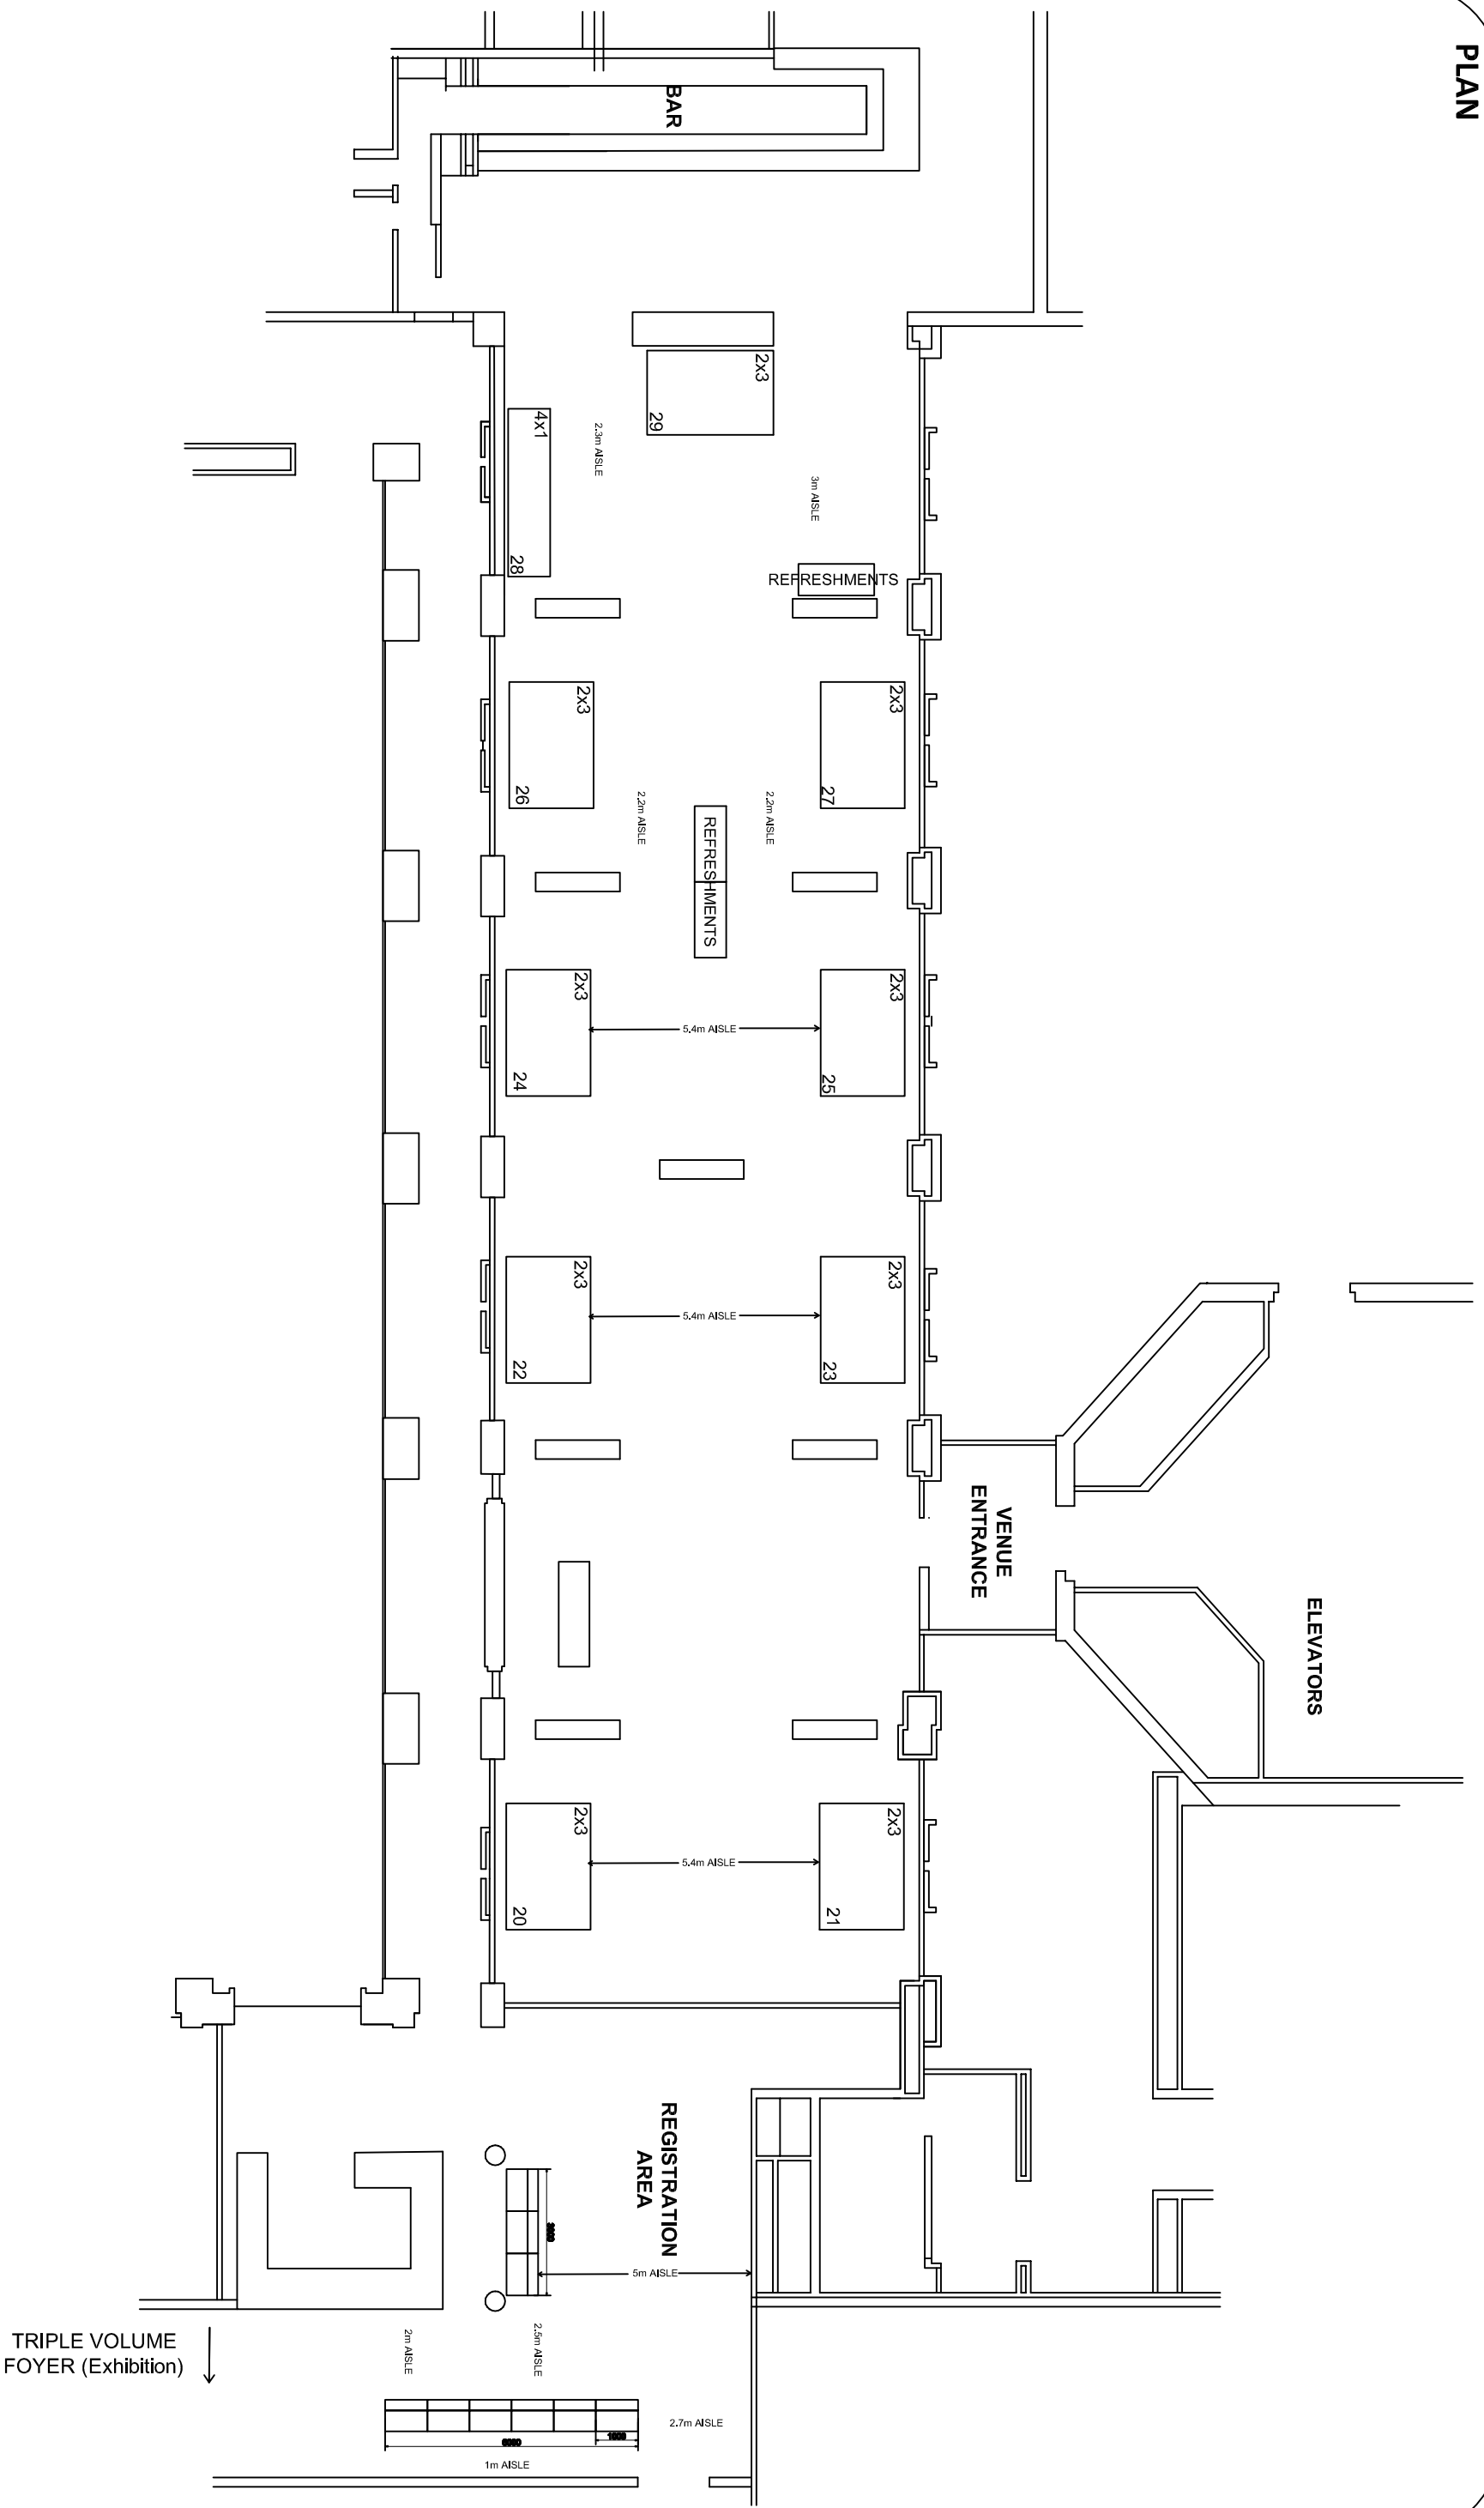 PLAN
BAR
2x3
29
4x1
28
2.3m AISLE
3m AISLE
REFRESHMENTS
2x3
26
2x3
27
2.2m AISLE
2.2m AISLE
REFRESHMENTS
2x3
24
5.4m AISLE
2x3
25
2x3
22
5.4m AISLE
2x3
23
VENUE
ENTRANCE
ELEVATORS
2x3
20
5.4m AISLE
2x3
21
REGISTRATION
AREA
5m AISLE
2m AISLE
2.5m AISLE
TRIPLE VOLUME
FOYER (Exhibition)
2.7m AISLE
1m AISLE